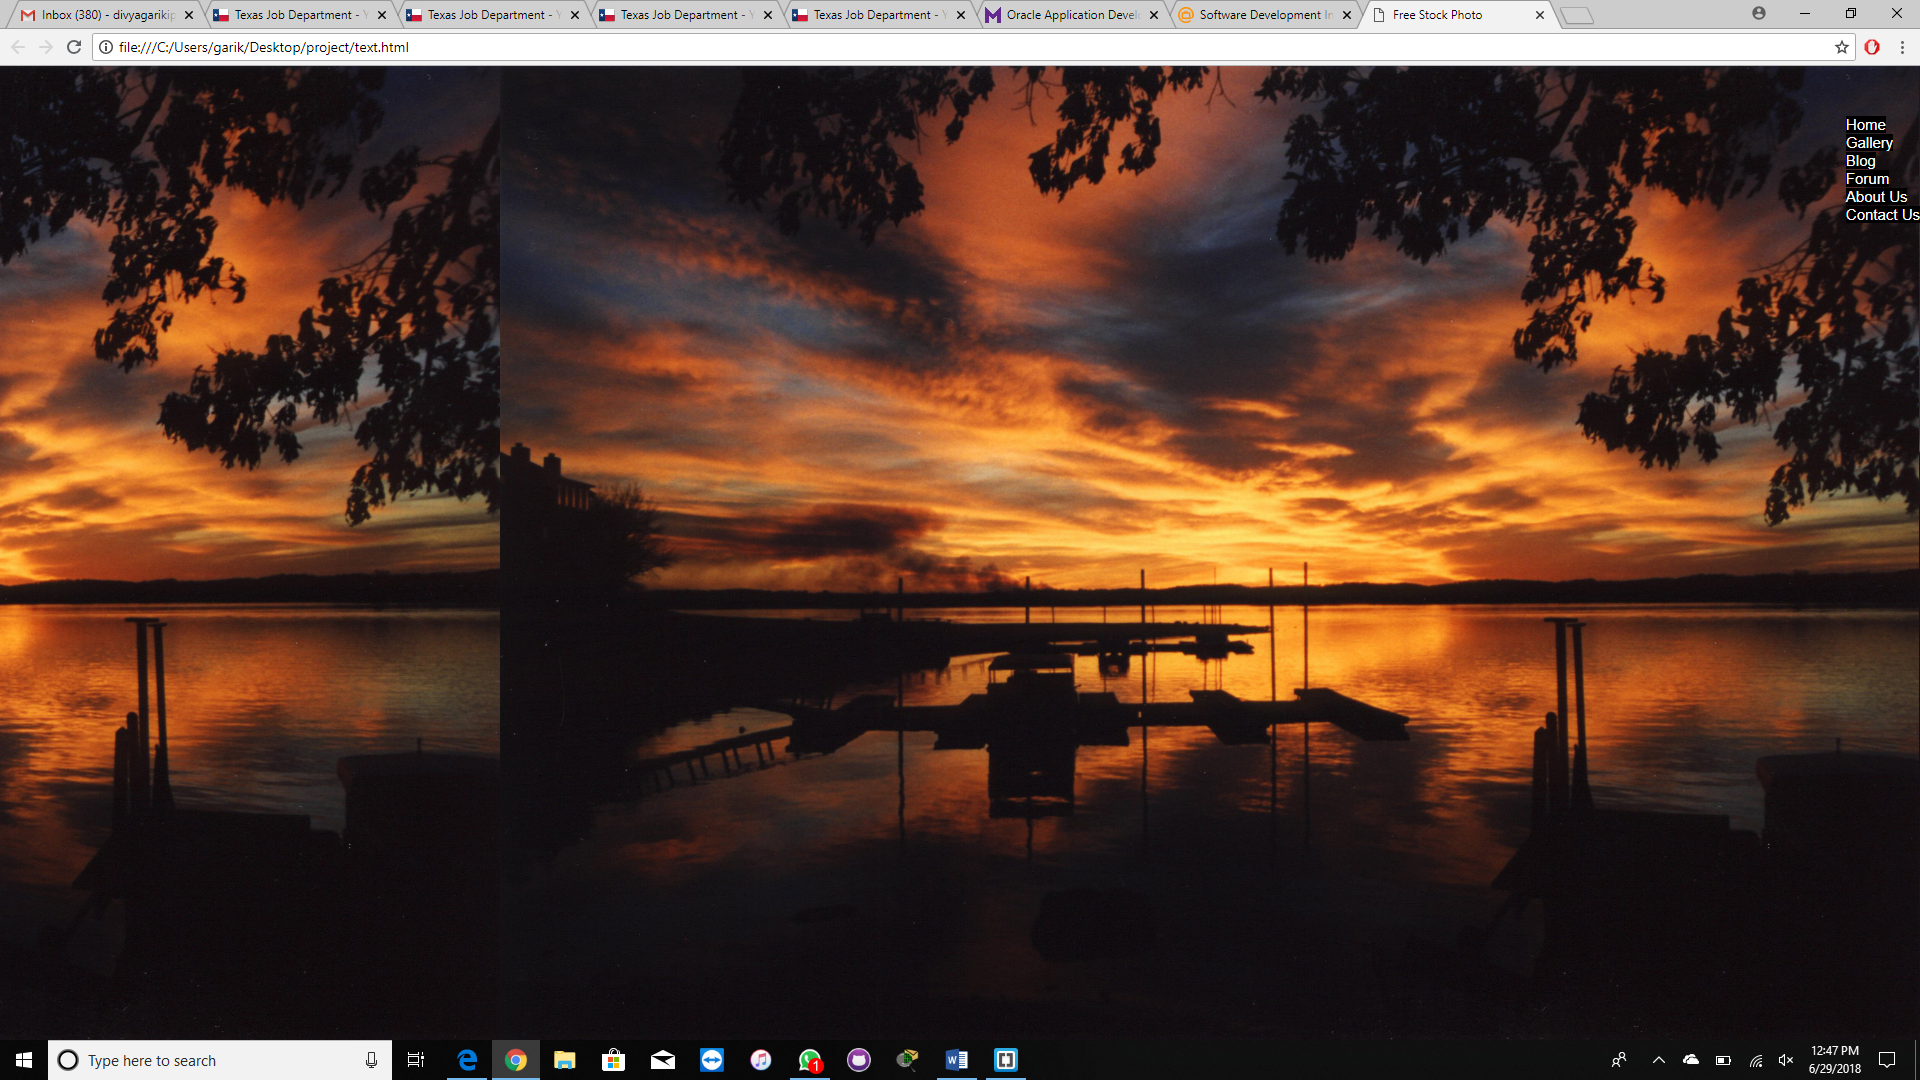 Inbox (380) - divyagarikip
Texas Job Department - Y
Texas Job Department - Y
Texas Job Department - Y
Texas Job Department - Y
Oracle Application Devel
Software Development In
Free Stock Photo
file:///C:/Users/garik/Desktop/project/text.html
Home
Gallery
Blog
Forum
About Us
Contact Us
Type here to search
1
12:47 PM
6/29/2018